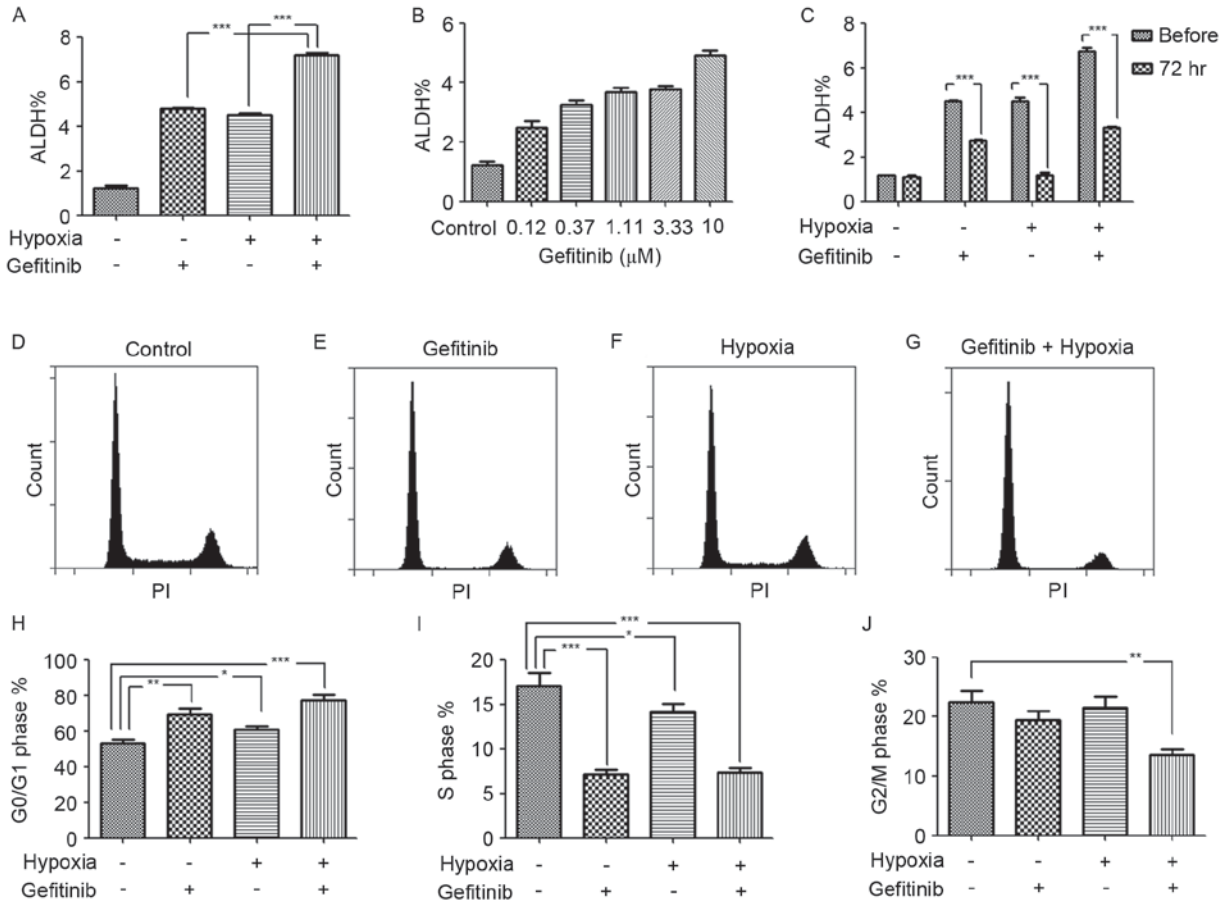 A
ALDH%
8
6
4
2
0
*** ***
Hypoxia - - + +
Gefitinib - + - +
B
ALDH%
6
4
2
0
Control 0.12 0.37 1.11 3.33 10
Gefitinib (μM)
C
ALDH%
8
6
4
2
0
*** *** ***
Before
72 hr
Hypoxia - - + +
Gefitinib - + - +
D
Control
Count
PI
E
Gefitinib
Count
PI
F
Hypoxia
Count
PI
G
Gefitinib + Hypoxia
Count
PI
H
G0/G1 phase %
100
80
60
40
20
0
***
*
**
Hypoxia - - + +
Gefitinib - + - +
I
S phase %
20
15
10
5
0
***
*
***
Hypoxia - - + +
Gefitinib - + - +
J
G2/M phase %
30
20
10
0
**
Hypoxia - - + +
Gefitinib - + - +